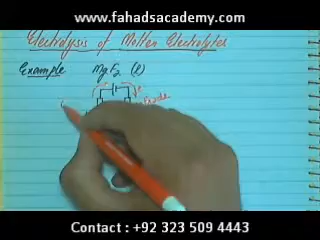 www.fahadsacademy.com
Electrolysis of Molten Electrolytes
Example MgF2 (l)
Contact : +92 323 509 4443